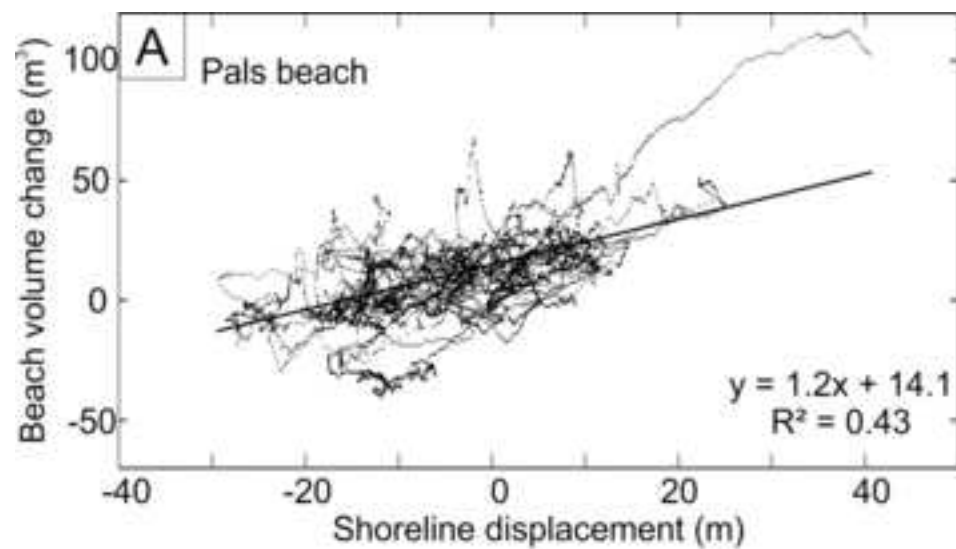 A
Pals beach
Beach volume change (m³)
100
50
0
-50
y = 1.2x + 14.1
R² = 0.43
-40
-20
0
20
40
Shoreline displacement (m)